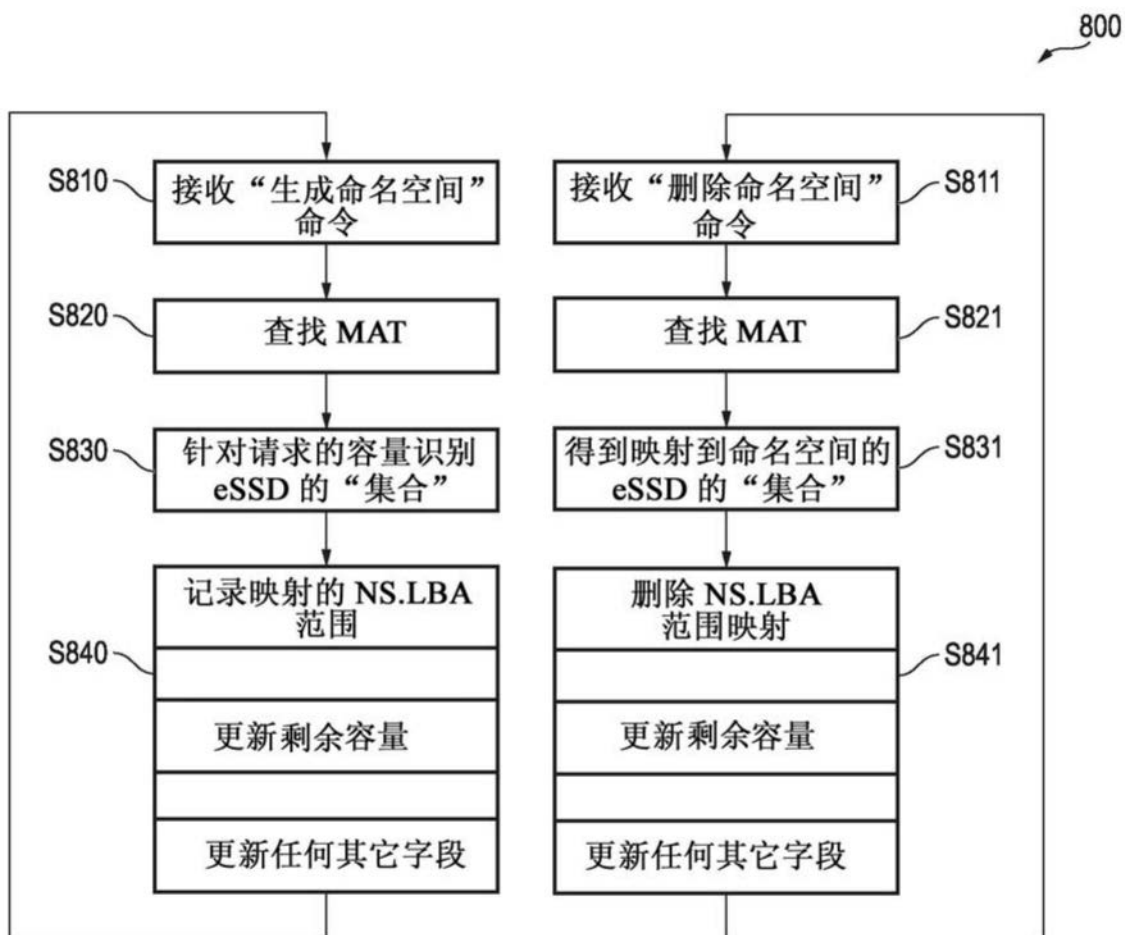 800
S810
接收“生成命名空间”
命令
S820
查找 MAT
S830
针对请求的容量识别
eSSD 的“集合”
S840
记录映射的 NS.LBA
范围
更新剩余容量
更新任何其它字段
接收“删除命名空间”
命令
S811
查找 MAT
S821
得到映射到命名空间的
eSSD 的“集合”
S831
删除 NS.LBA
范围映射
S841
更新剩余容量
更新任何其它字段